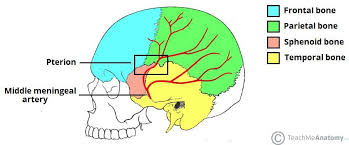 Frontal bone
Parietal bone
Sphenoid bone
Temporal bone
Pterion
Middle meningeal
artery
© TeachMeAnatomy